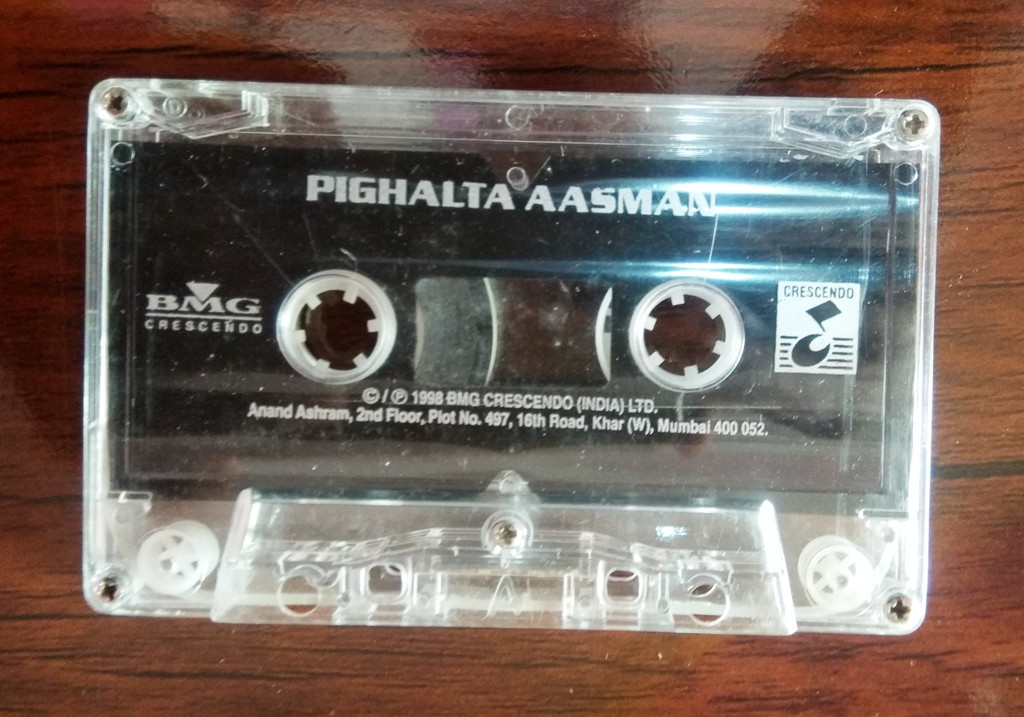 PIGHALTA AASMAN
BMG
CRESCENDO
CRESCENDO
©/℗ 1998 BMG CRESCENDO (INDIA) LTD.
Anand Ashram, 2nd Floor, Plot No. 497, 16th Road, Khar (W), Mumbai 400 052.
A